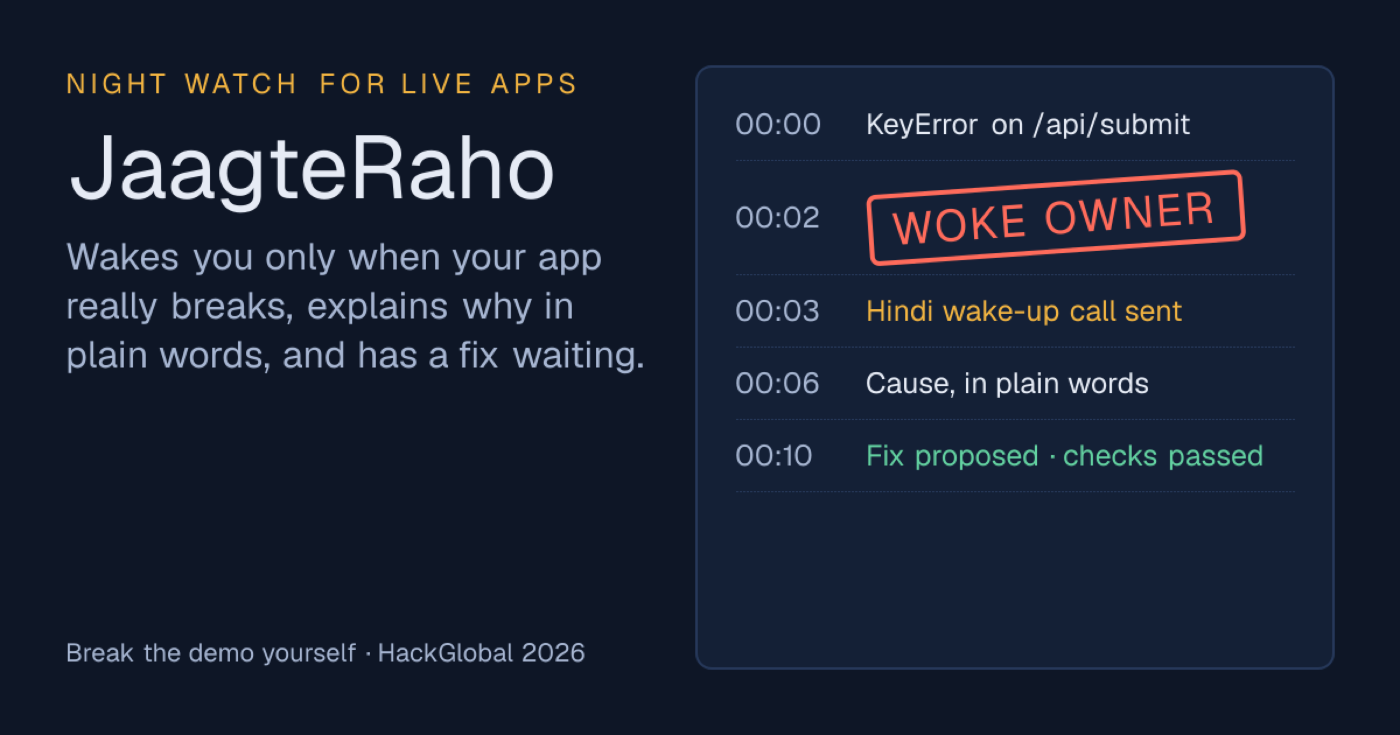 NIGHT WATCH FOR LIVE APPS
JaagteRaho
Wakes you only when your app
really breaks, explains why in
plain words, and has a fix waiting.
Break the demo yourself · HackGlobal 2026
00:00 KeyError on /api/submit
00:02 WOKE OWNER
00:03 Hindi wake-up call sent
00:06 Cause, in plain words
00:10 Fix proposed · checks passed